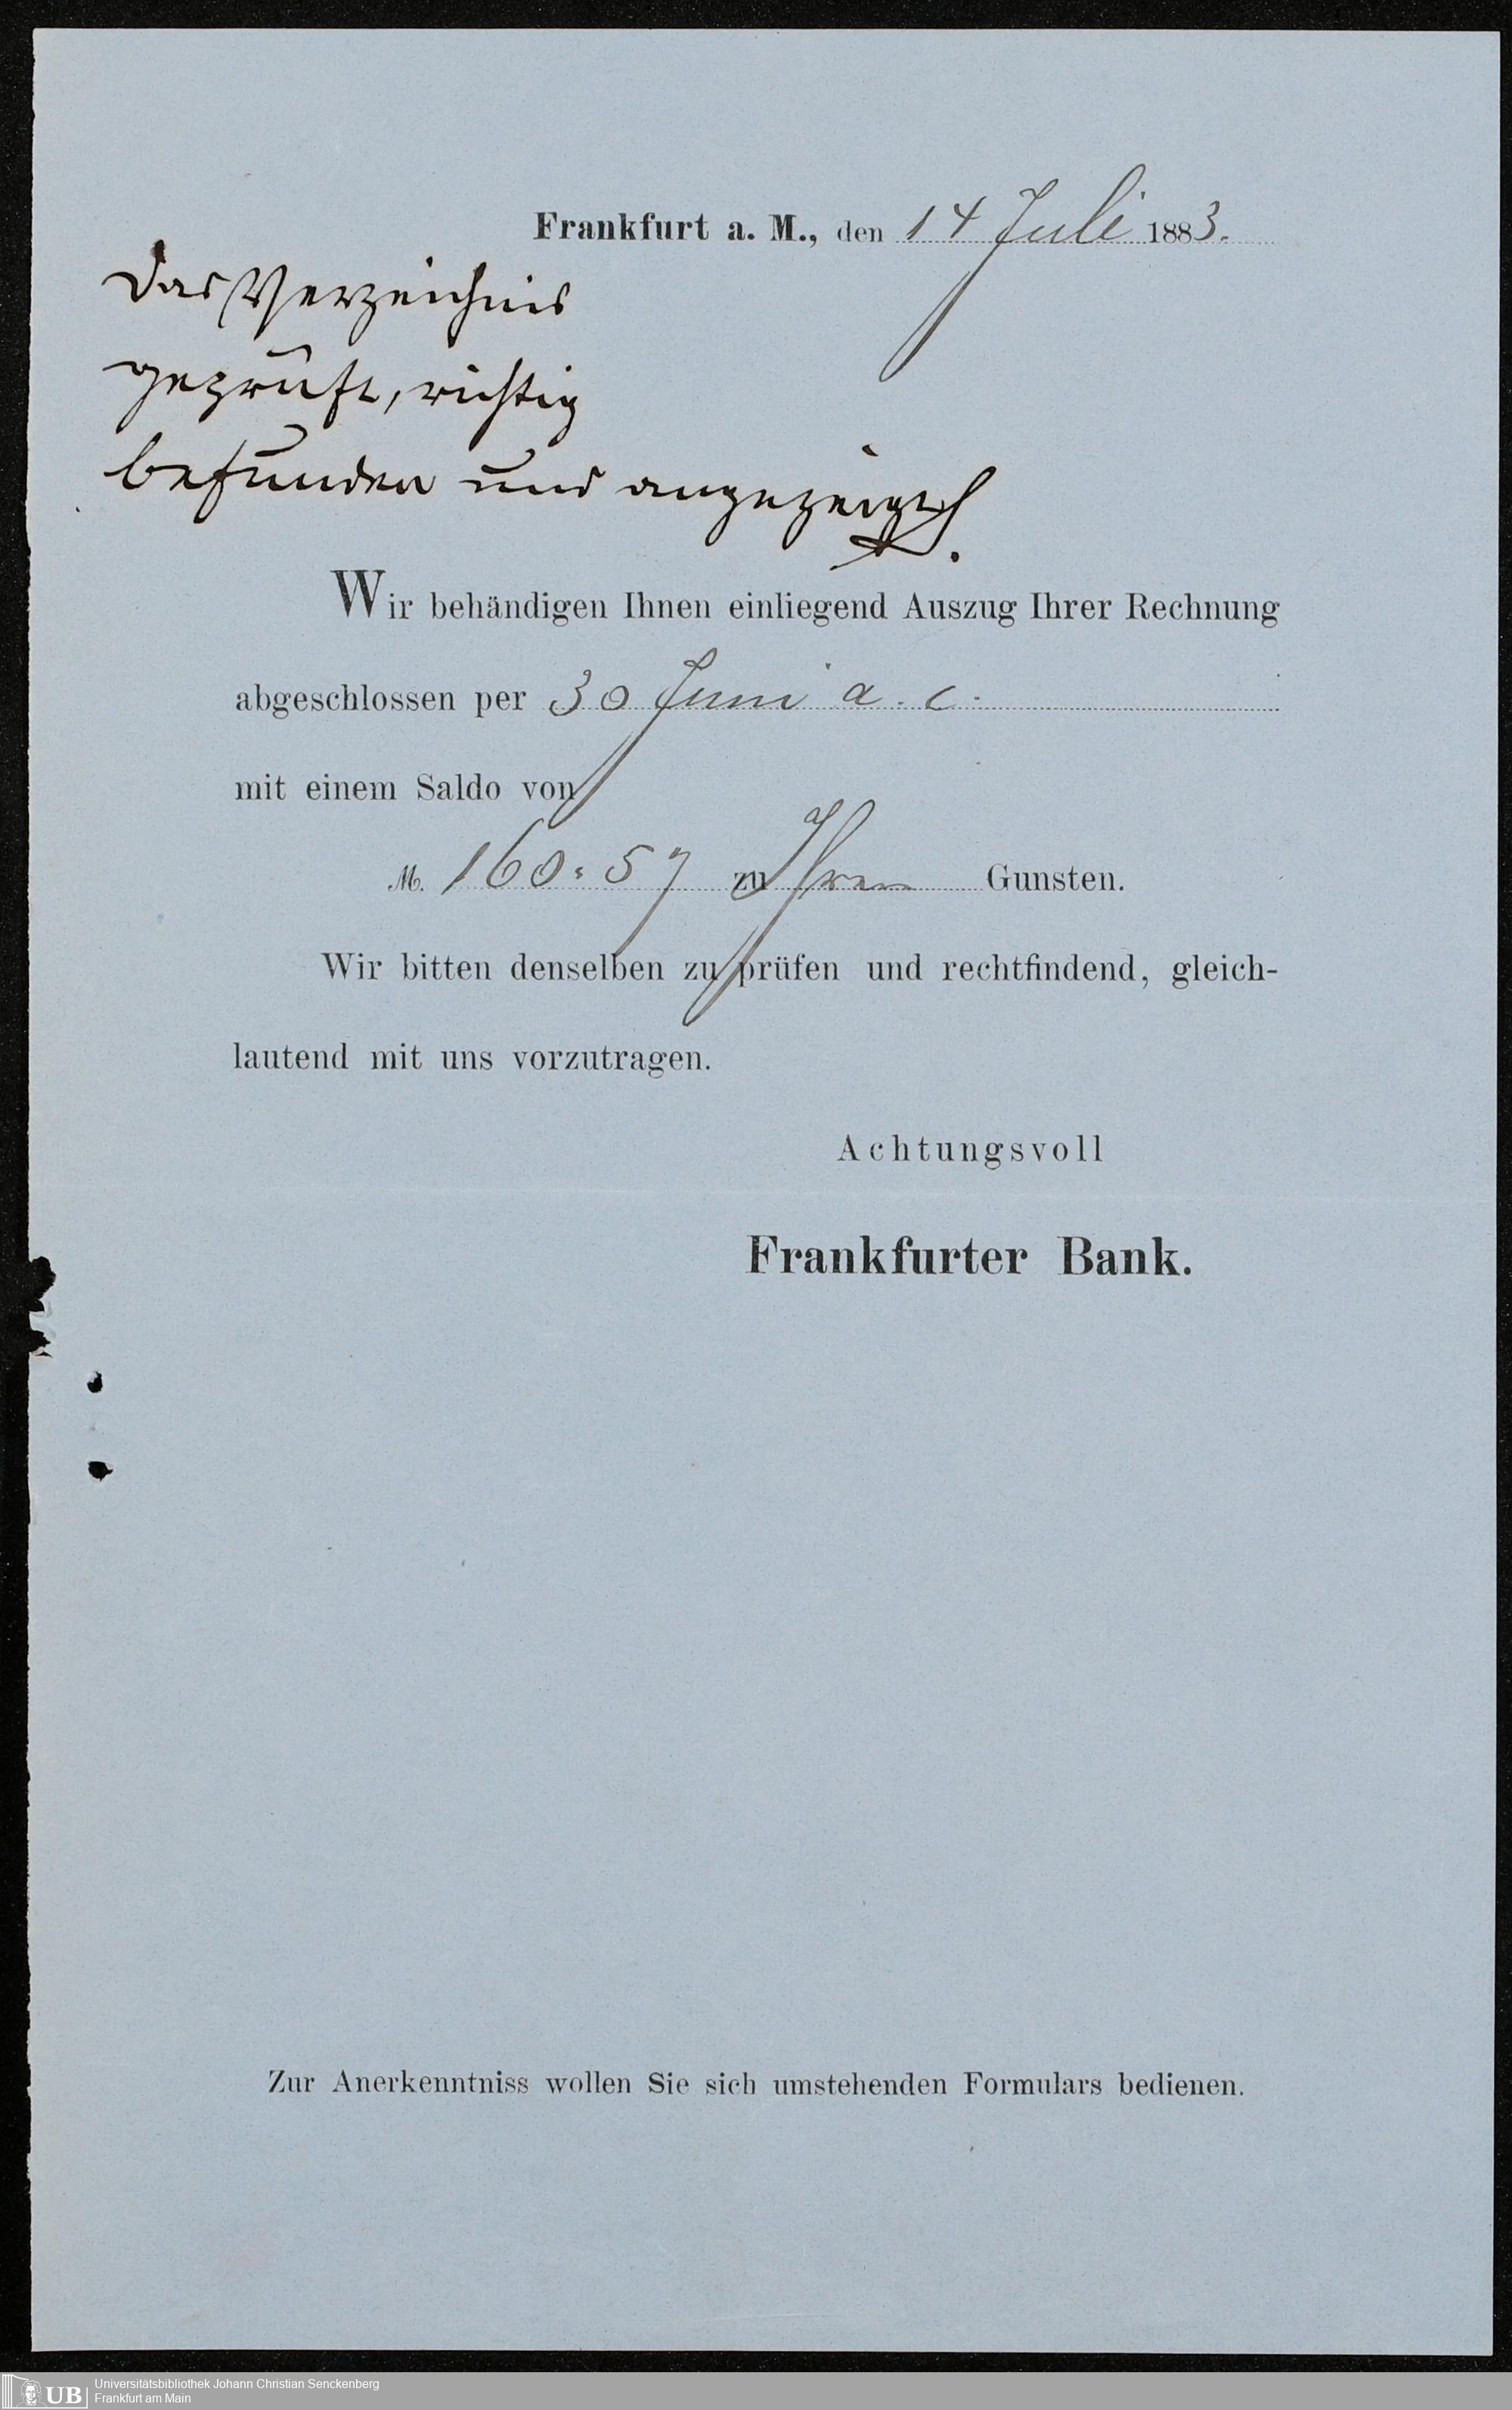 Frankfurt a. M., den 14 Juli 1883.
Das Verzeichnis
geprüft, richtig
befunden und angezeigt
Wir behändigen Ihnen einliegend Auszug Ihrer Rechnung
abgeschlossen per 30 Juni a. c.
mit einem Saldo von
M. 160.57 zu Ihren Gunsten.
Wir bitten denselben zu prüfen und rechtfindend, gleich-
lautend mit uns vorzutragen.
Achtungsvoll
Frankfurter Bank.
Zur Anerkenntniss wollen Sie sich umstehenden Formulars bedienen.
UB
Universitätsbibliothek Johann Christian Senckenberg
Frankfurt am Main